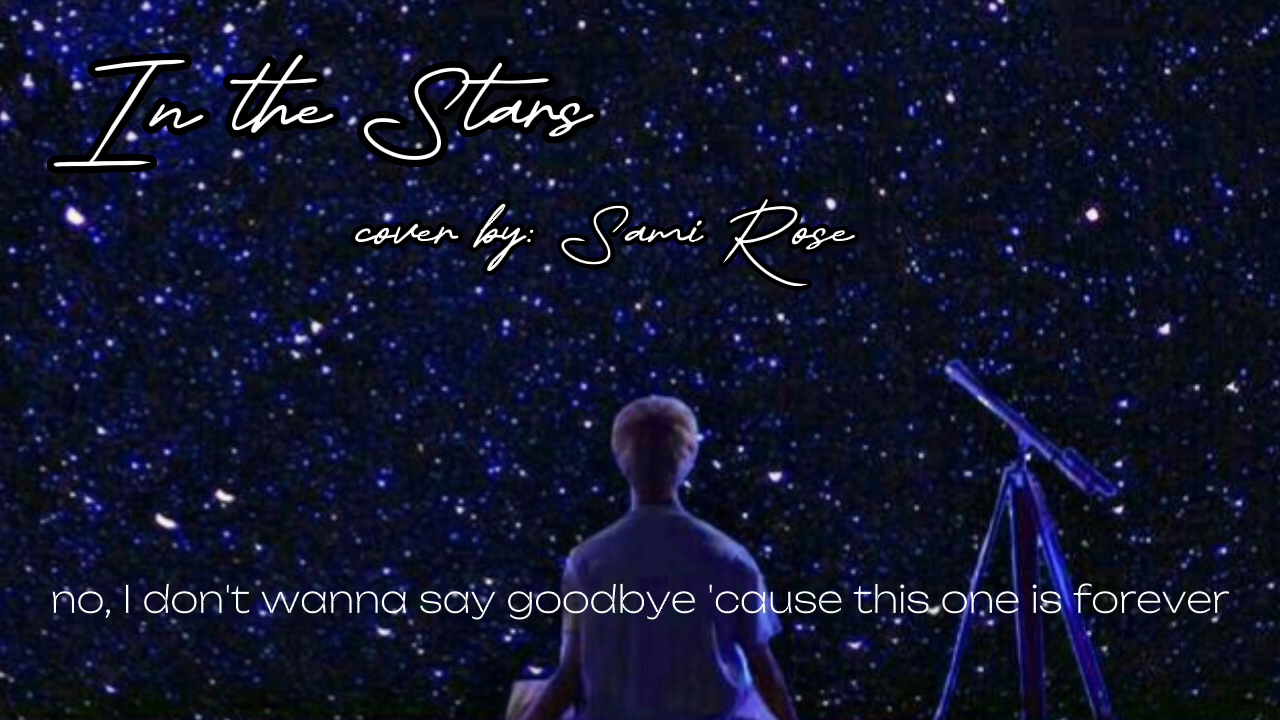 In the Stars
cover by: Sami Rose
no, I don't wanna say goodbye 'cause this one is forever